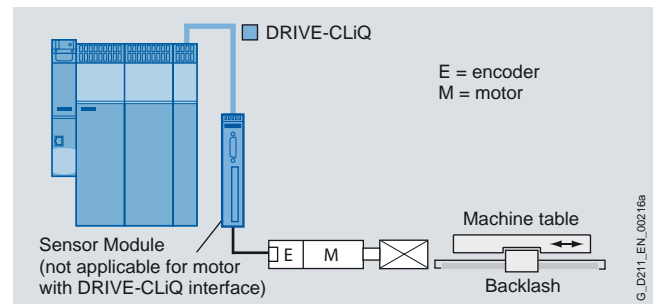 DRIVE-CLiQ
E = encoder
M = motor
Sensor Module
(not applicable for motor
with DRIVE-CLiQ interface)
E M
Machine table
Backlash
G_D211_EN_00216a